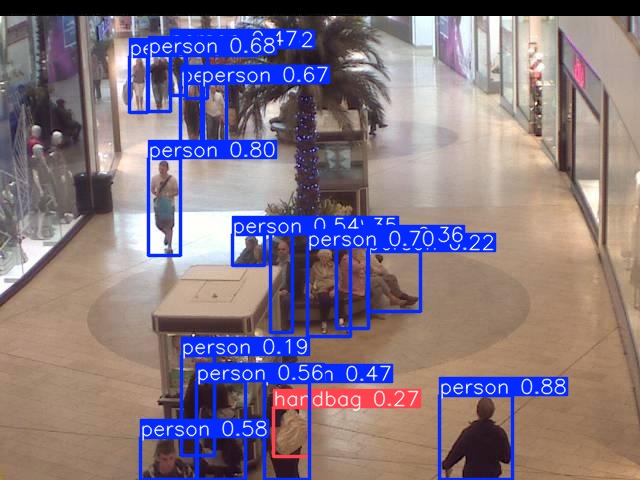 person 0.68
person 0.67
person 0.80
person 0.54
person 0.70
0.36
0.22
person 0.19
person 0.56
0.47
handbag 0.27
person 0.88
person 0.58